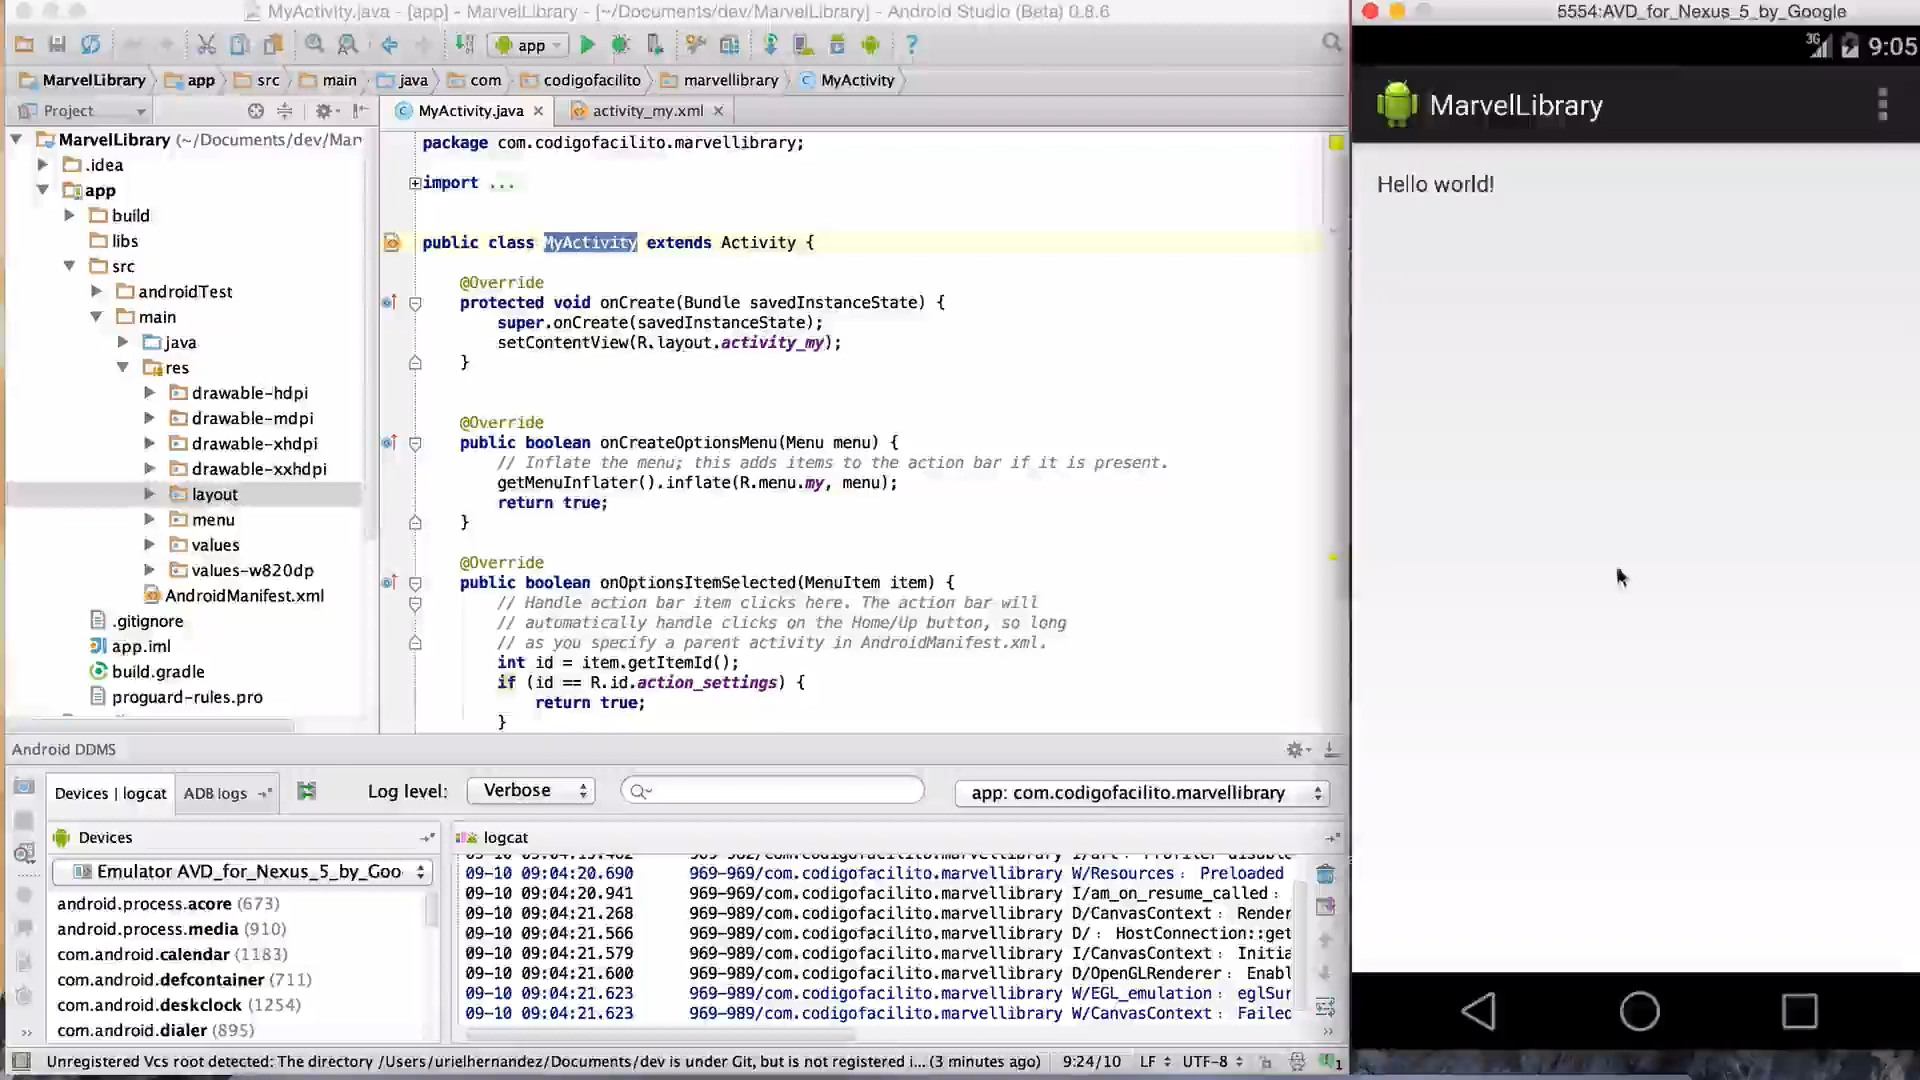 MyActivity.java - [app] - MarvelLibrary - [~/Documents/dev/MarvelLibrary] - Android Studio (Beta) 0.8.6
app
MarvelLibrary
app
src
main
java
com
codigofacilito
marvellibrary
MyActivity
Project
MyActivity.java
activity_my.xml
MarvelLibrary (~/Documents/dev/Mar
.idea
app
build
libs
src
androidTest
main
java
res
drawable-hdpi
drawable-mdpi
drawable-xhdpi
drawable-xxhdpi
layout
menu
values
values-w820dp
AndroidManifest.xml
.gitignore
app.iml
build.gradle
proguard-rules.pro
package com.codigofacilito.marvellibrary;
import ...
public class MyActivity extends Activity {
@Override
protected void onCreate(Bundle savedInstanceState) {
super.onCreate(savedInstanceState);
setContentView(R.layout.activity_my);
}
@Override
public boolean onCreateOptionsMenu(Menu menu) {
// Inflate the menu; this adds items to the action bar if it is present.
getMenuInflater().inflate(R.menu.my, menu);
return true;
}
@Override
public boolean onOptionsItemSelected(MenuItem item) {
// Handle action bar item clicks here. The action bar will
// automatically handle clicks on the Home/Up button, so long
// as you specify a parent activity in AndroidManifest.xml.
int id = item.getItemId();
if (id == R.id.action_settings) {
return true;
}
Android DDMS
Devices | logcat
ADB logs
Log level:
Verbose
app: com.codigofacilito.marvellibrary
Devices
Emulator AVD_for_Nexus_5_by_Goo
android.process.acore (673)
android.process.media (910)
com.android.calendar (1183)
com.android.defcontainer (711)
com.android.deskclock (1254)
com.android.dialer (895)
logcat
09-10 09:04:20.690 969-969/com.codigofacilito.marvellibrary W/Resources: Preloaded
09-10 09:04:20.941 969-969/com.codigofacilito.marvellibrary I/am_on_resume_called:
09-10 09:04:21.268 969-989/com.codigofacilito.marvellibrary D/CanvasContext: Render
09-10 09:04:21.566 969-989/com.codigofacilito.marvellibrary D/: HostConnection::get
09-10 09:04:21.579 969-989/com.codigofacilito.marvellibrary I/CanvasContext: Initia
09-10 09:04:21.600 969-989/com.codigofacilito.marvellibrary D/OpenGLRenderer: Enabl
09-10 09:04:21.623 969-989/com.codigofacilito.marvellibrary W/EGL_emulation: eglSur
09-10 09:04:21.623 969-989/com.codigofacilito.marvellibrary W/CanvasContext: Failed
Unregistered Vcs root detected: The directory /Users/urielhernandez/Documents/dev is under Git, but is not registered i... (3 minutes ago)
9:24/10
LF
UTF-8
1
5554:AVD_for_Nexus_5_by_Google
3G
9:05
MarvelLibrary
Hello world!